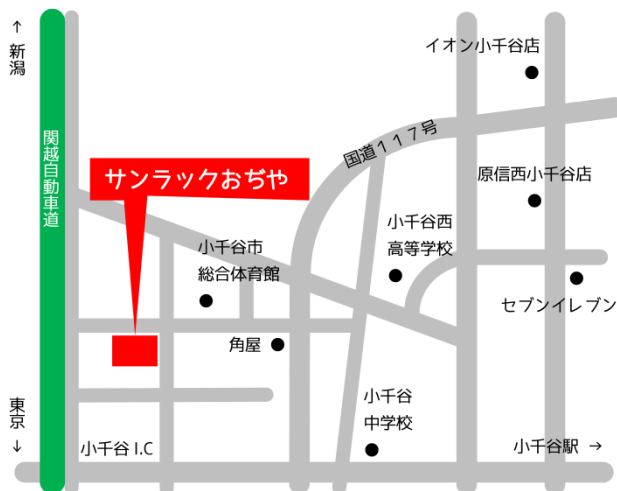 ↑
新潟
イオン小千谷店
関越自動車道
国道117号
サンラックおぢや
原信西小千谷店
小千谷西
高等学校
小千谷市
総合体育館
セブンイレブン
角屋
東京
↓
小千谷
中学校
小千谷 I.C
小千谷駅 →